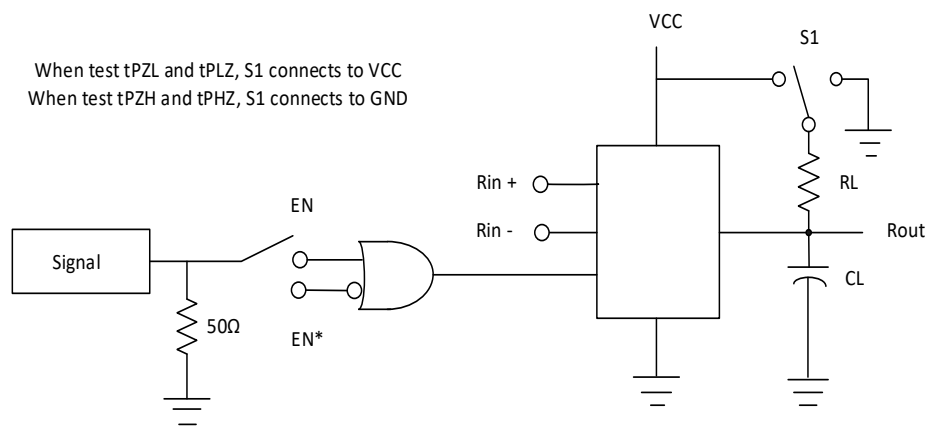 VCC
S1
When test tPZL and tPLZ, S1 connects to VCC
When test tPZH and tPHZ, S1 connects to GND
Rin +
RL
EN
Rin -
Rout
Signal
CL
50Ω
EN*